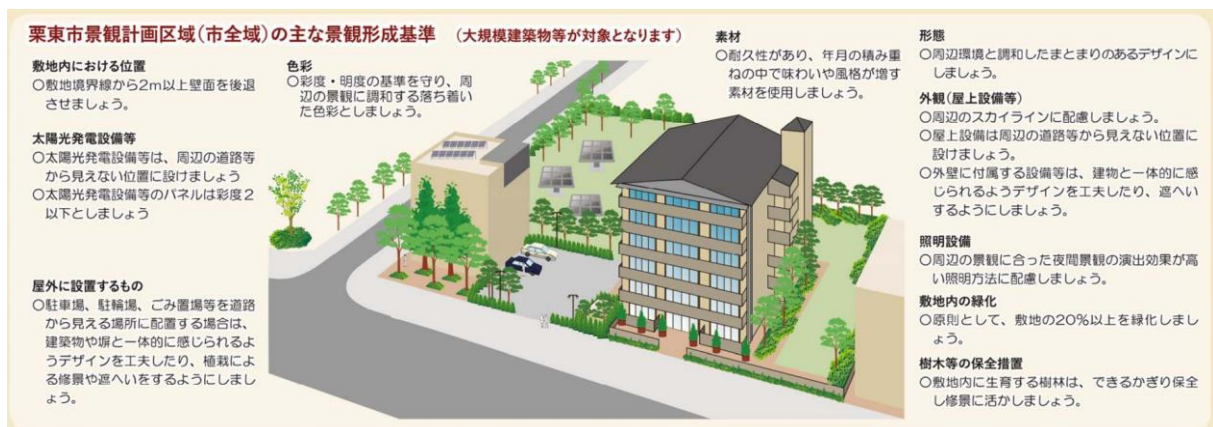 栗東市景観計画区域(市全域)の主な景観形成基準 (大規模建築物等が対象となります)
敷地内における位置
○敷地境界線から2m以上壁面を後退
させましょう。
太陽光発電設備等
○太陽光発電設備等は、周辺の道路等
から見えない位置に設けましょう
○太陽光発電設備等のパネルは彩度2
以下としましょう
屋外に設置するもの
○駐車場、駐輪場、ごみ置場等を道路
から見える場所に配置する場合は、
建築物や塀と一体的に感じられるよ
うデザインを工夫したり、植栽によ
る修景や遮へいをするようにしまし
ょう。
色彩
○彩度・明度の基準を守り、周
辺の景観に調和する落ち着い
た色彩としましょう。
素材
○耐久性があり、年月の積み重
ねの中で味わいや風格が増す
素材を使用しましょう。
形態
○周辺環境と調和したまとまりのあるデザインに
しましょう。
外観(屋上設備等)
○周辺のスカイラインに配慮しましょう。
○屋上設備は周辺の道路等から見えない位置に
設けましょう。
○外壁に付属する設備等は、建物と一体的に感
じられるようデザインを工夫したり、遮へい
するようにしましょう。
照明設備
○周辺の景観に合った夜間景観の演出効果が高
い照明方法に配慮しましょう。
敷地内の緑化
○原則として、敷地の20%以上を緑化しまし
ょう。
樹木等の保全措置
○敷地内に生育する樹林は、できるかぎり保全
し修景に活かしましょう。